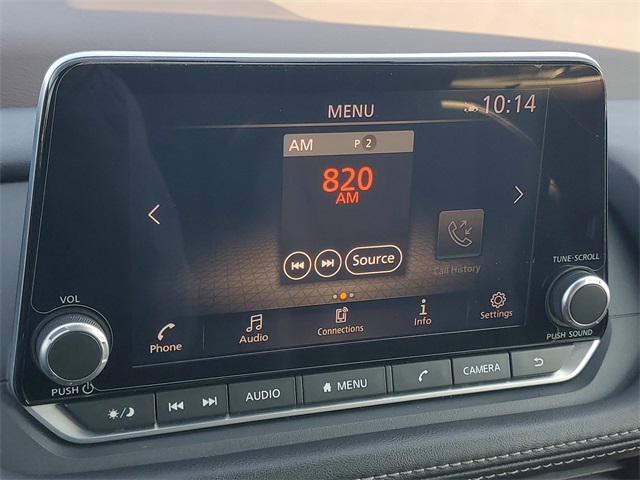 MENU
10:14
AM P 2
820
AM
Source
Call History
TUNE·SCROLL
VOL
Phone
Audio
Connections
Info
Settings
PUSH
PUSH SOUND
AUDIO
MENU
CAMERA